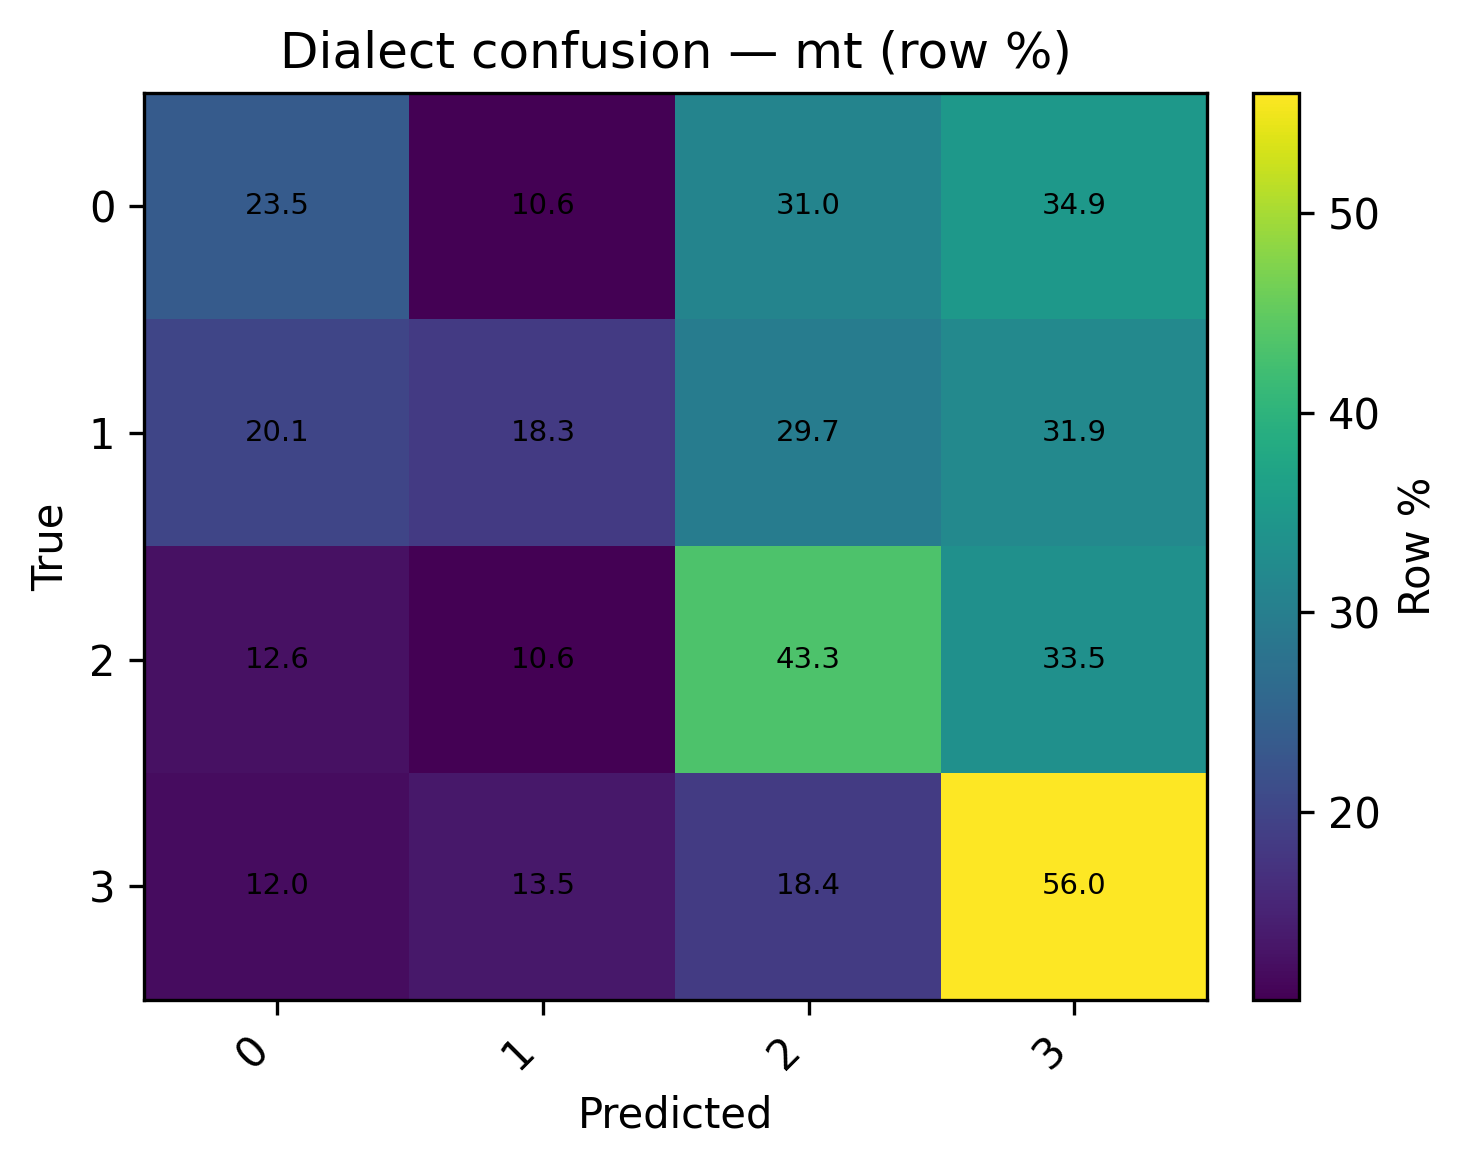 Dialect confusion — mt (row %)
0 23.5 10.6 31.0 34.9
1 20.1 18.3 29.7 31.9
2 12.6 10.6 43.3 33.5
3 12.0 13.5 18.4 56.0
True
0 1 2 3
Predicted
50
40
30
20
Row %